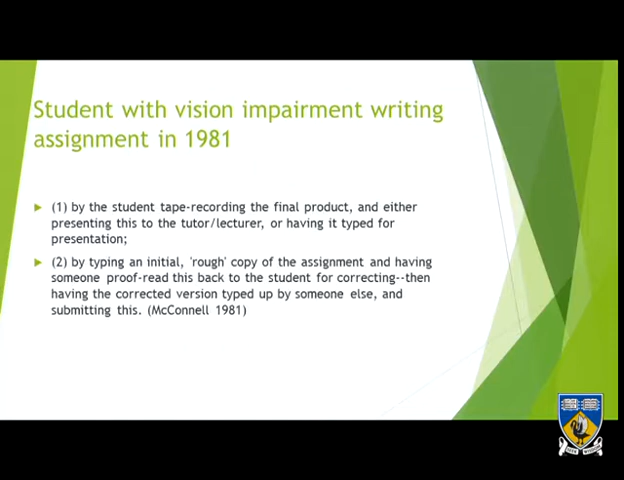 Student with vision impairment writing
assignment in 1981
(1) by the student tape-recording the final product, and either
presenting this to the tutor/lecturer, or having it typed for
presentation;
(2) by typing an initial, 'rough' copy of the assignment and having
someone proof-read this back to the student for correcting--then
having the corrected version typed up by someone else, and
submitting this. (McConnell 1981)